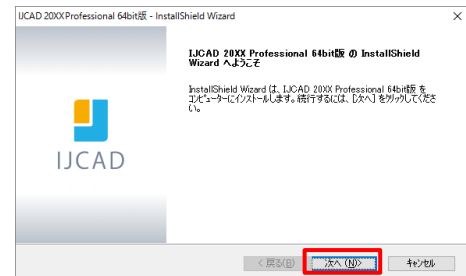 IJCAD 20XX Professional 64bit版 - InstallShield Wizard
IJCAD 20XX Professional 64bit版 の InstallShield
Wizard へようこそ
InstallShield Wizard は、IJCAD 20XX Professional 64bit版 を
コンピューターにインストールします。続行するには、[次へ] をクリックしてくださ
い。
IJCAD
< 戻る(B)
次へ (N)>
キャンセル